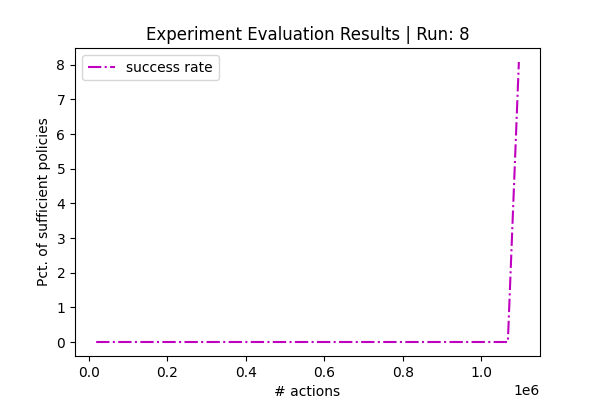 Experiment Evaluation Results | Run: 8
success rate
Pct. of sufficient policies
8
7
6
5
4
3
2
1
0
0.0 0.2 0.4 0.6 0.8 1.0
1e6
# actions